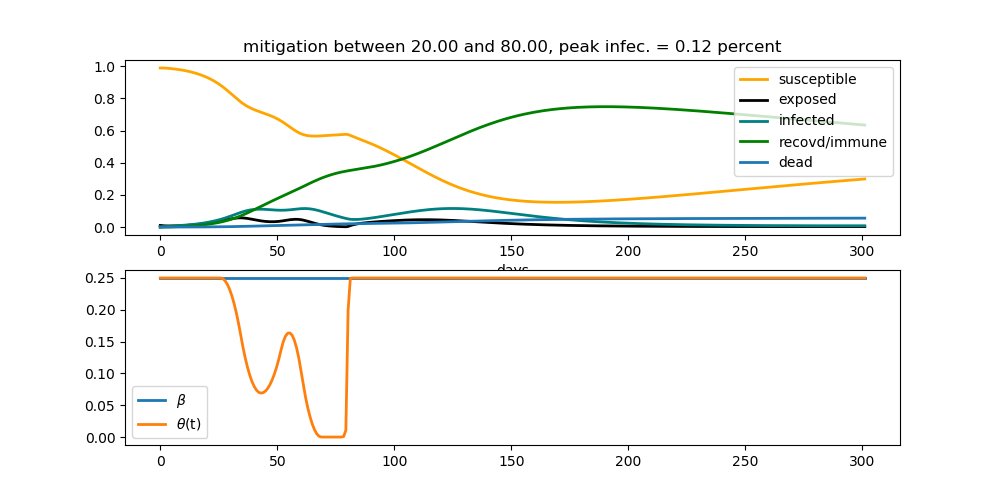 mitigation between 20.00 and 80.00, peak infec. = 0.12 percent
1.0
0.8
0.6
0.4
0.2
0.0
susceptible
exposed
infected
recovd/immune
dead
0 50 100 150 200 250 300
days
0.25
0.20
0.15
0.10
0.05
0.00
β
θ(t)
0 50 100 150 200 250 300